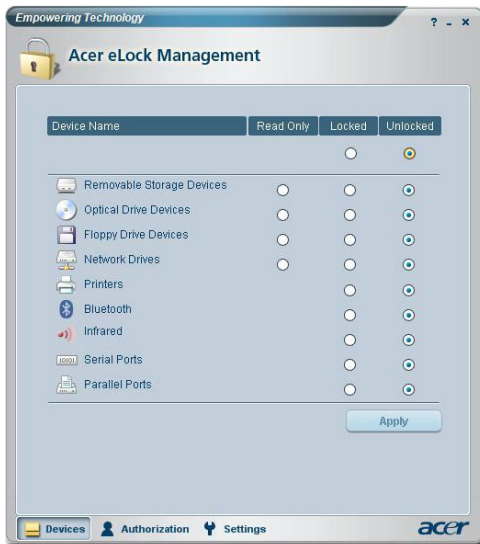 Empowering Technology
? - ×
Acer eLock Management
Device Name Read Only Locked Unlocked
Removable Storage Devices
Optical Drive Devices
Floppy Drive Devices
Network Drives
Printers
Bluetooth
Infrared
10101 Serial Ports
Parallel Ports
Apply
Devices Authorization Settings acer